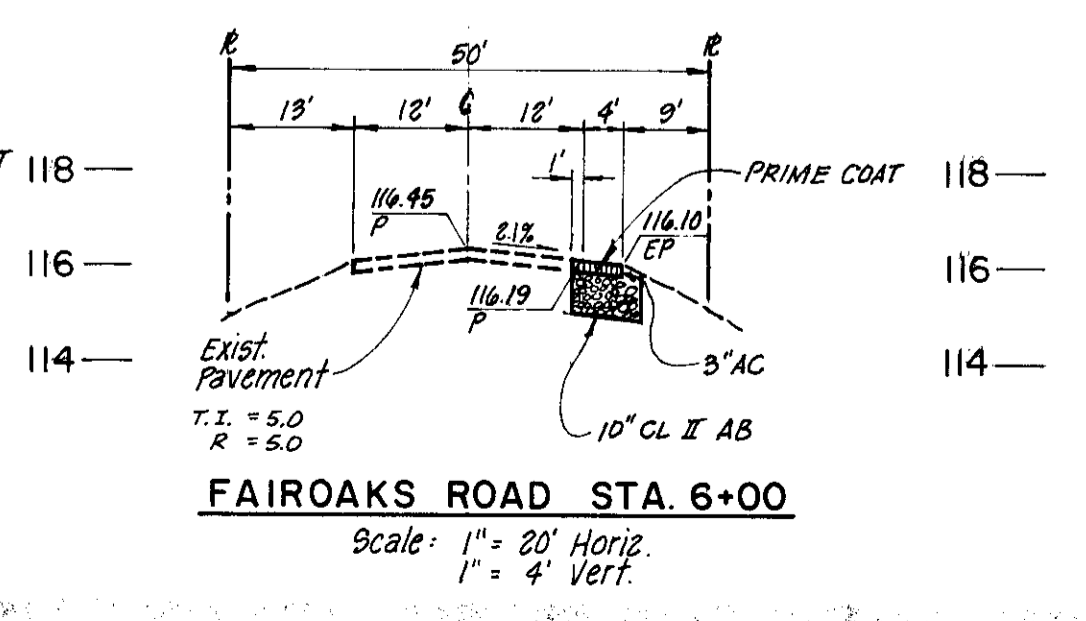 50'
13' 12' ℄ 12' 4' 9'
1'
T 118 118
PRIME COAT
116.45
P
2.1%
116.10
EP
116 116
116.19
P
114 114
Exist.
Pavement
3" AC
T.I. = 5.0
R = 5.0
10" CL II AB
FAIROAKS ROAD STA. 6+00
Scale: 1" = 20' Horiz.
1" = 4' Vert.